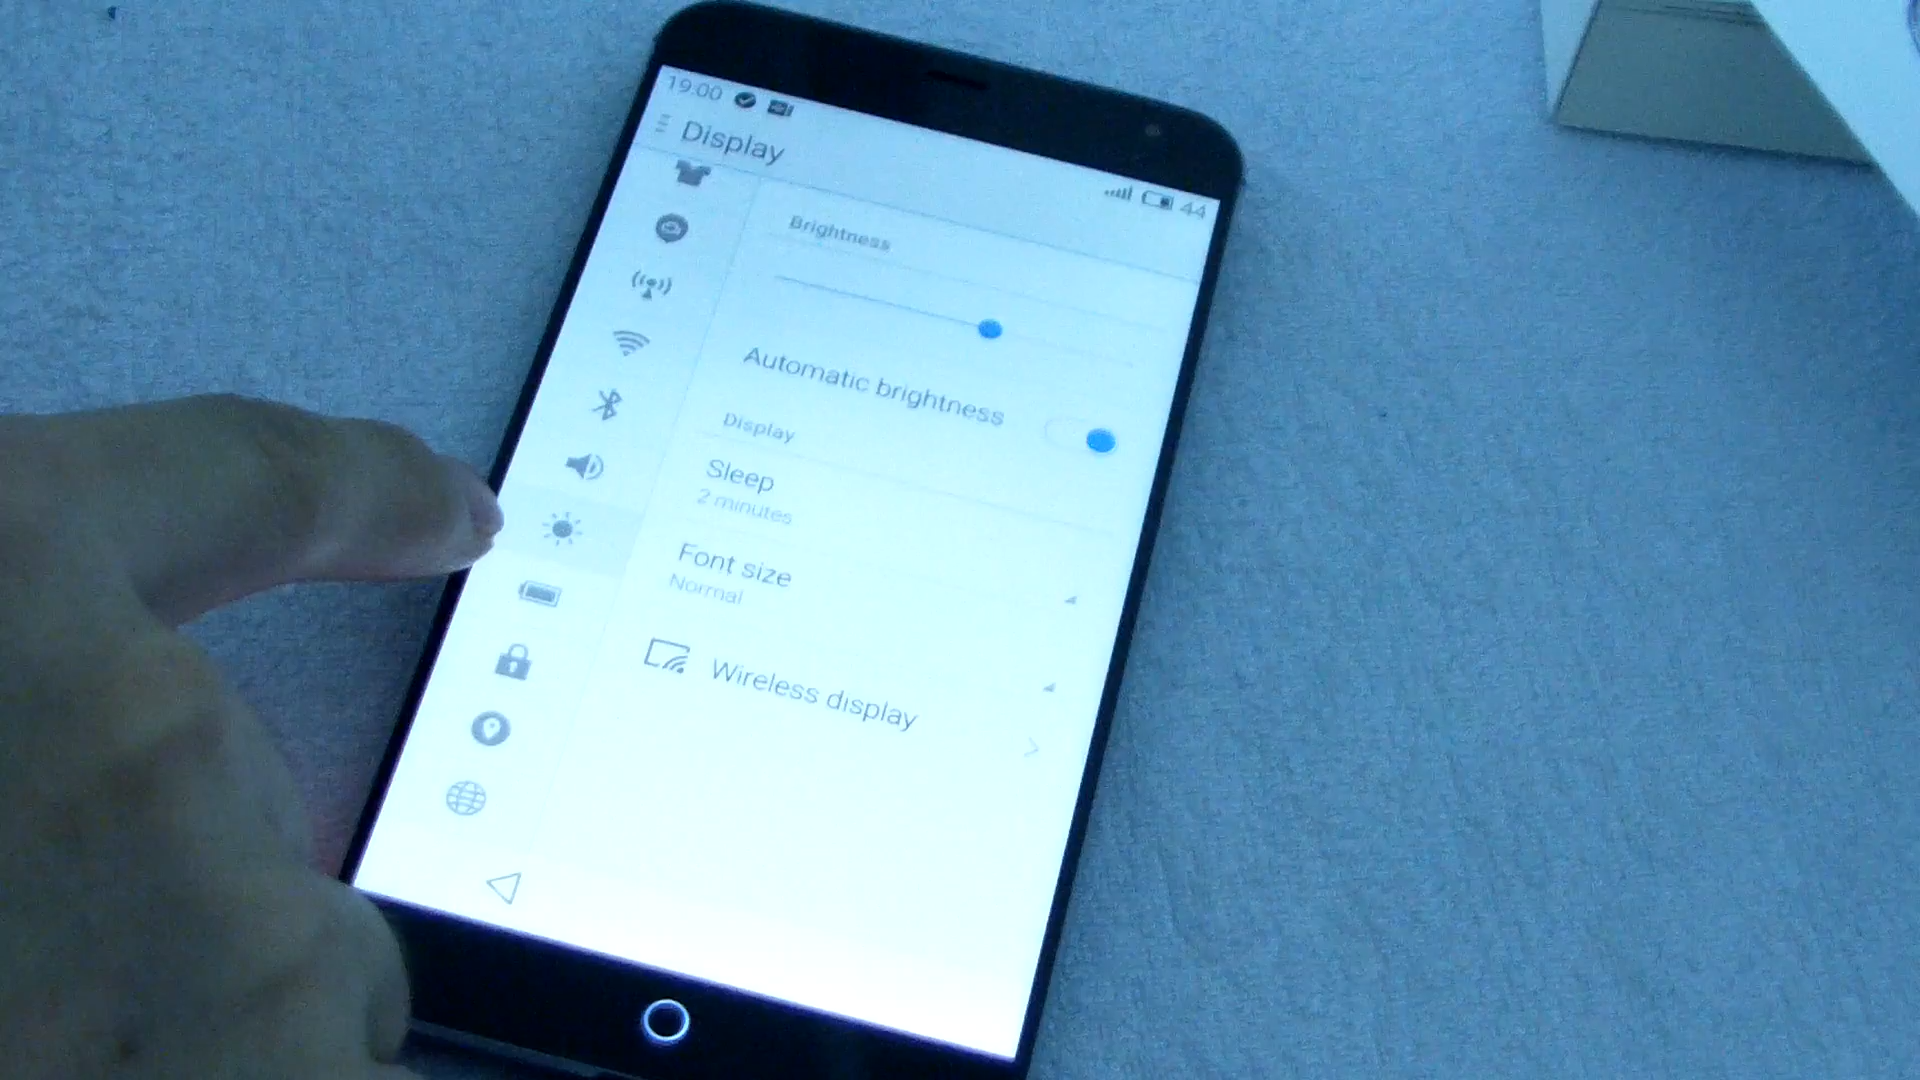 19:00
44
Display
Brightness
Automatic brightness
Display
Sleep
2 minutes
Font size
Normal
Wireless display